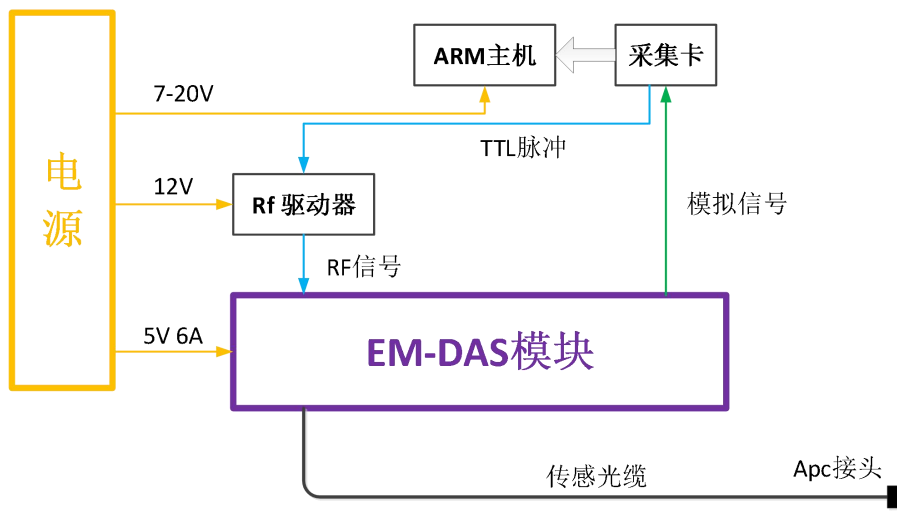 ARM主机
采集卡
7-20V
TTL脉冲
电
源
12V
Rf 驱动器
模拟信号
RF信号
5V 6A
EM-DAS模块
传感光缆
Apc接头